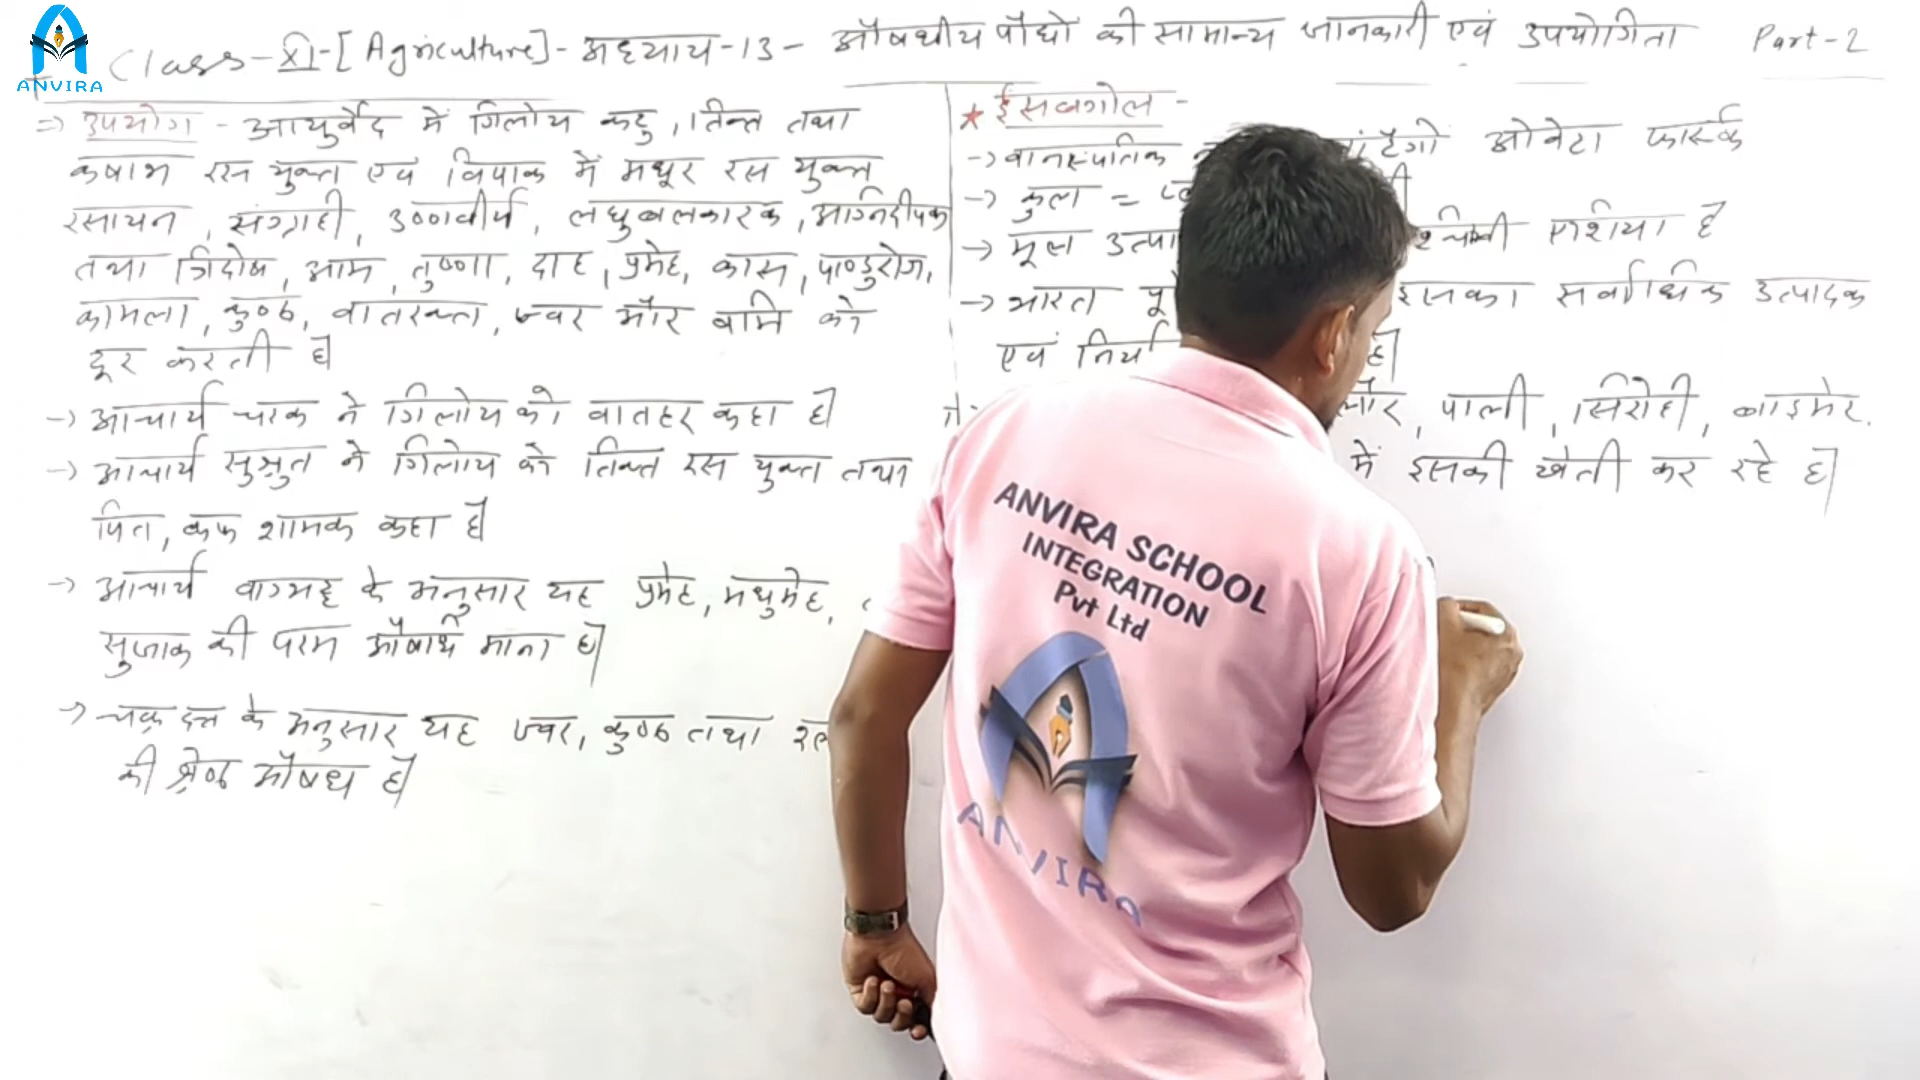 ANVIRA
Class-XI-[Agriculture]-अध्याय-13- औषधीय पौधो की सामान्य जानकारी एवं उपयोगिता Part-2
=> उपयोग - आयुर्वेद में गिलोय कटु, तिक्त तथा
कषाभ रस युक्त एवं विपाक में मधूर रस युक्त
रसायन, संग्राही, उष्णवीर्य, लघुबलकारक, अग्निदीपक
तथा त्रिदोष, आम, तृष्णा, दाह, प्रमेह, कास, पाण्डुरोग,
कामला, कुष्ठ, वातरक्त, ज्वर और वामि को
दूर करती है।
-> आचार्य चरक ने गिलोय को वातहर कहा है।
-> आचार्य सुश्रुत ने गिलोय को तिक्त रस युक्त तथा
पित, कफ शामक कहा है।
-> आचार्य वाग्भट्ट के अनुसार यह प्रमेह, मधुमेह,
सुजाक की परम औषधि माना है।
-> चक्रदत्त के अनुसार यह ज्वर, कुष्ठ तथा
की श्रेष्ठ औषध है।
* ईसबगोल -
-> वानस्पतिक ओवेटा फार्स्क
-> कुल =
-> मूल एशिया है
-> भारत इसका सर्वाधिक उत्पादक
एवं है।
पाली, सिरोही, बाड़मेर.
में इसकी खेती कर रहे है।
ANVIRA SCHOOL
INTEGRATION
Pvt Ltd
ANVIRA